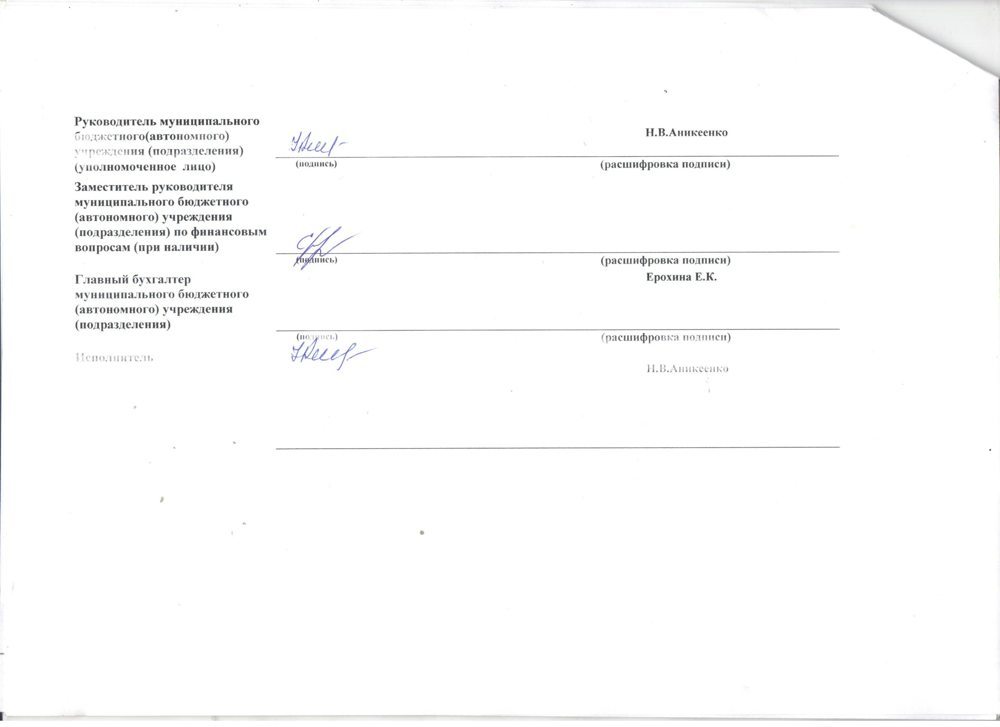 Руководитель муниципального
бюджетного(автономного)
учреждения (подразделения)
(уполномоченное лицо)
Н.В.Аникеенко
(подпись)
(расшифровка подписи)
Заместитель руководителя
муниципального бюджетного
(автономного) учреждения
(подразделения) по финансовым
вопросам (при наличии)
(подпись)
(расшифровка подписи)
Главный бухгалтер
муниципального бюджетного
(автономного) учреждения
(подразделения)
Ерохина Е.К.
(подпись)
(расшифровка подписи)
Исполнитель
Н.В.Аникеенко